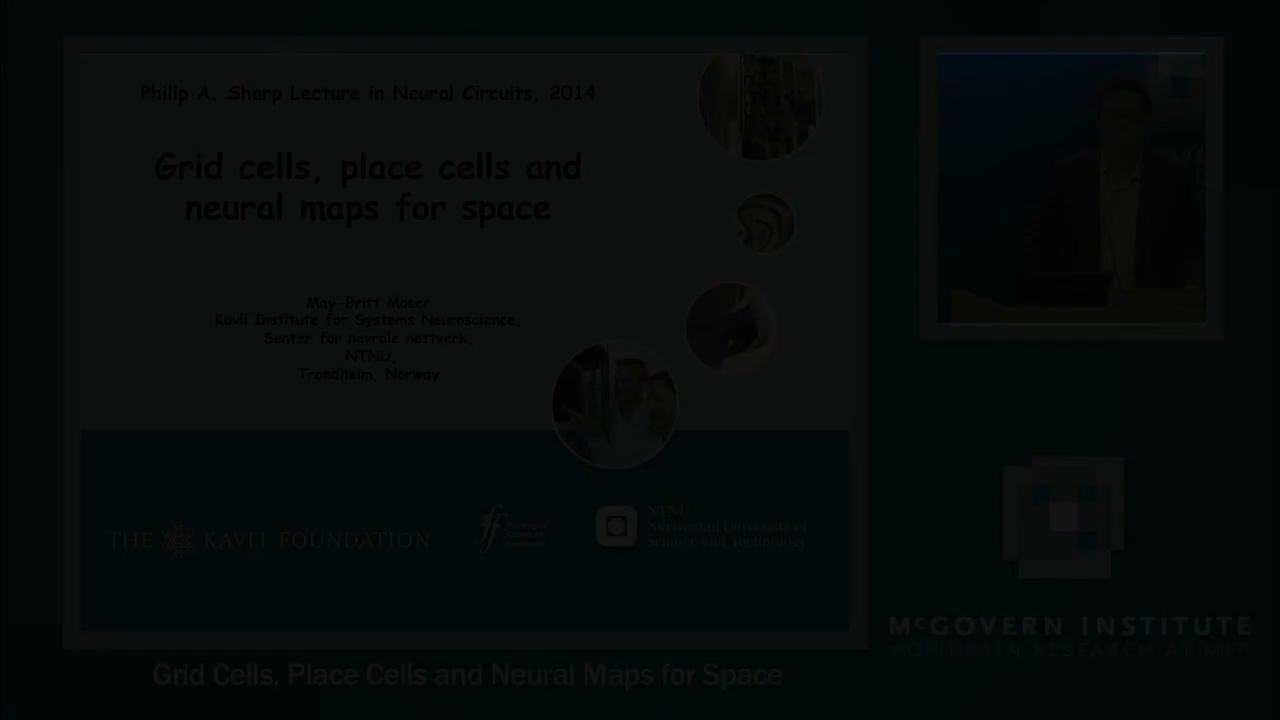 Philip A. Sharp Lecture in Neural Circuits, 2014
Grid cells, place cells and
neural maps for space
May-Britt Moser
Kavli Institute for Systems Neuroscience,
Senter for nevrale nettverk,
NTNU,
Trondheim, Norway
THE KAVLI FOUNDATION
NTNU
Norwegian University of
Science and Technology
McGOVERN INSTITUTE
FOR BRAIN RESEARCH AT MIT
Grid Cells, Place Cells and Neural Maps for Space